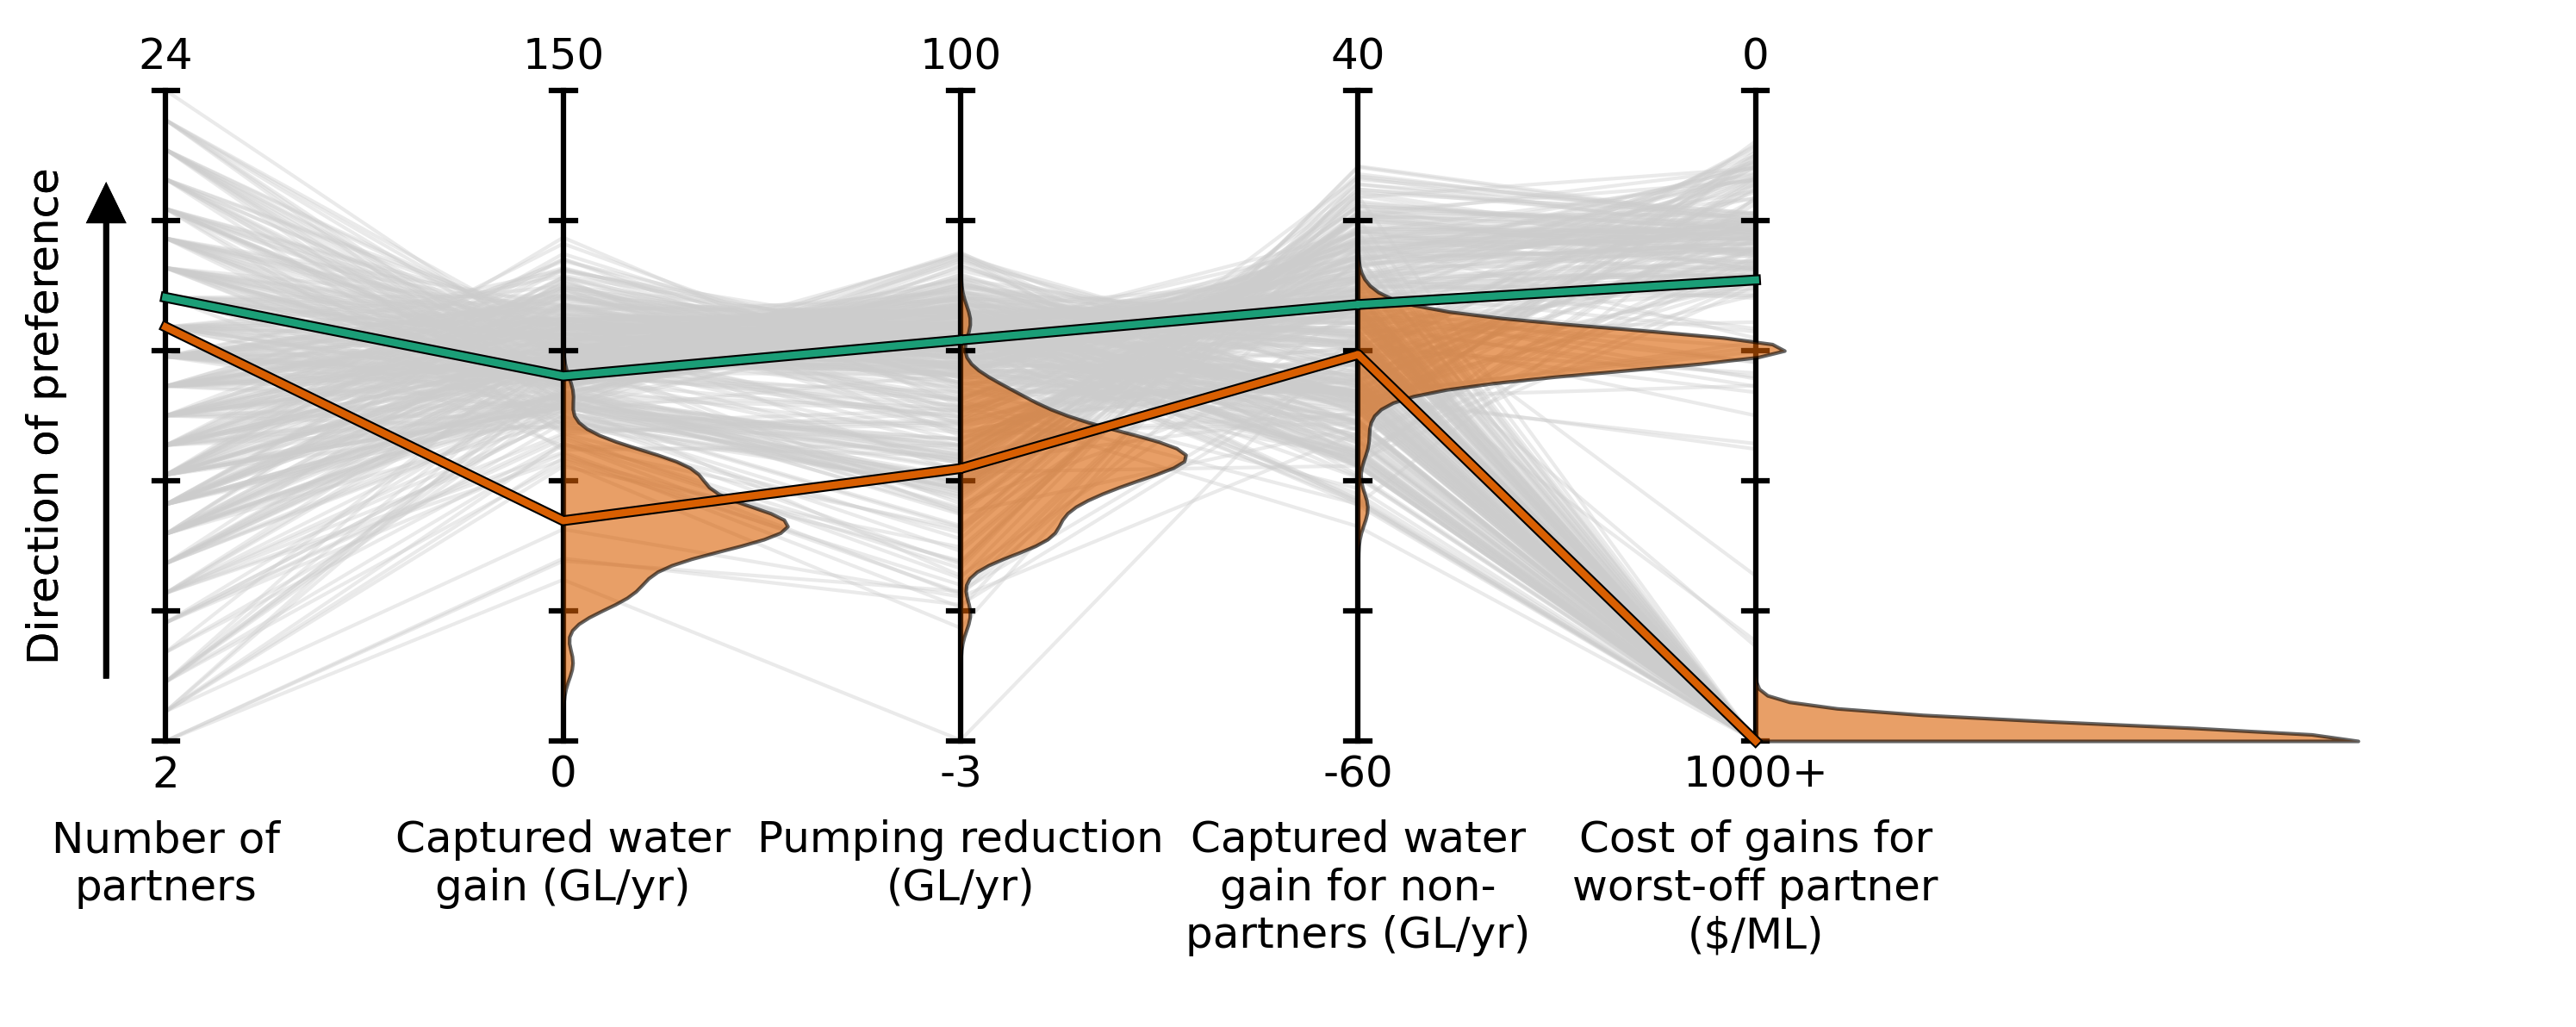 24
150
100
40
0
Direction of preference
2
0
-3
-60
1000+
Number of
partners
Captured water
gain (GL/yr)
Pumping reduction
(GL/yr)
Captured water
gain for non-
partners (GL/yr)
Cost of gains for
worst-off partner
($/ML)